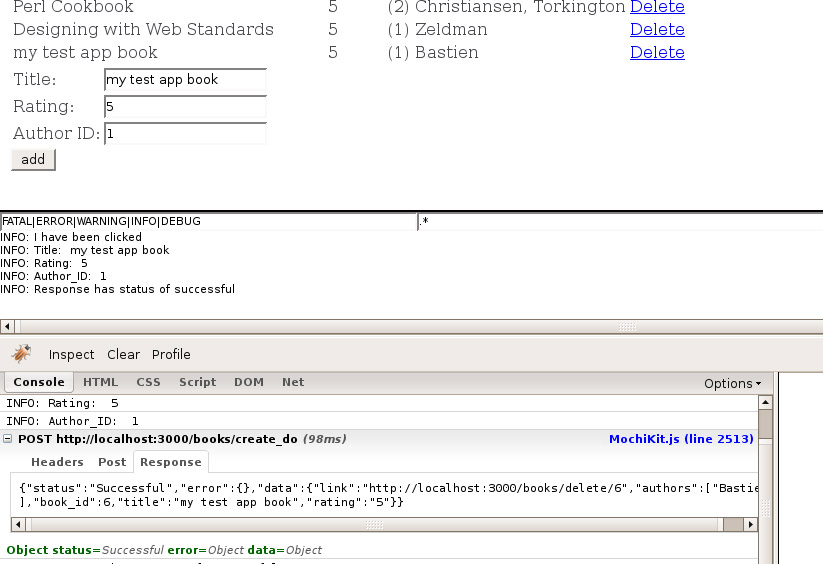 Perl Cookbook 5 (2) Christiansen, Torkington Delete
Designing with Web Standards 5 (1) Zeldman Delete
my test app book 5 (1) Bastien Delete
Title: my test app book
Rating: 5
Author ID: 1
add
FATAL|ERROR|WARNING|INFO|DEBUG .*
INFO: I have been clicked
INFO: Title: my test app book
INFO: Rating: 5
INFO: Author_ID: 1
INFO: Response has status of successful
Inspect Clear Profile
Console HTML CSS Script DOM Net Options
INFO: Rating: 5
INFO: Author_ID: 1
POST http://localhost:3000/books/create_do (98ms) MochiKit.js (line 2513)
Headers Post Response
{"status":"Successful","error":{},"data":{"link":"http://localhost:3000/books/delete/6","authors":["Bastie
],"book_id":6,"title":"my test app book","rating":"5"}}
Object status=Successful error=Object data=Object